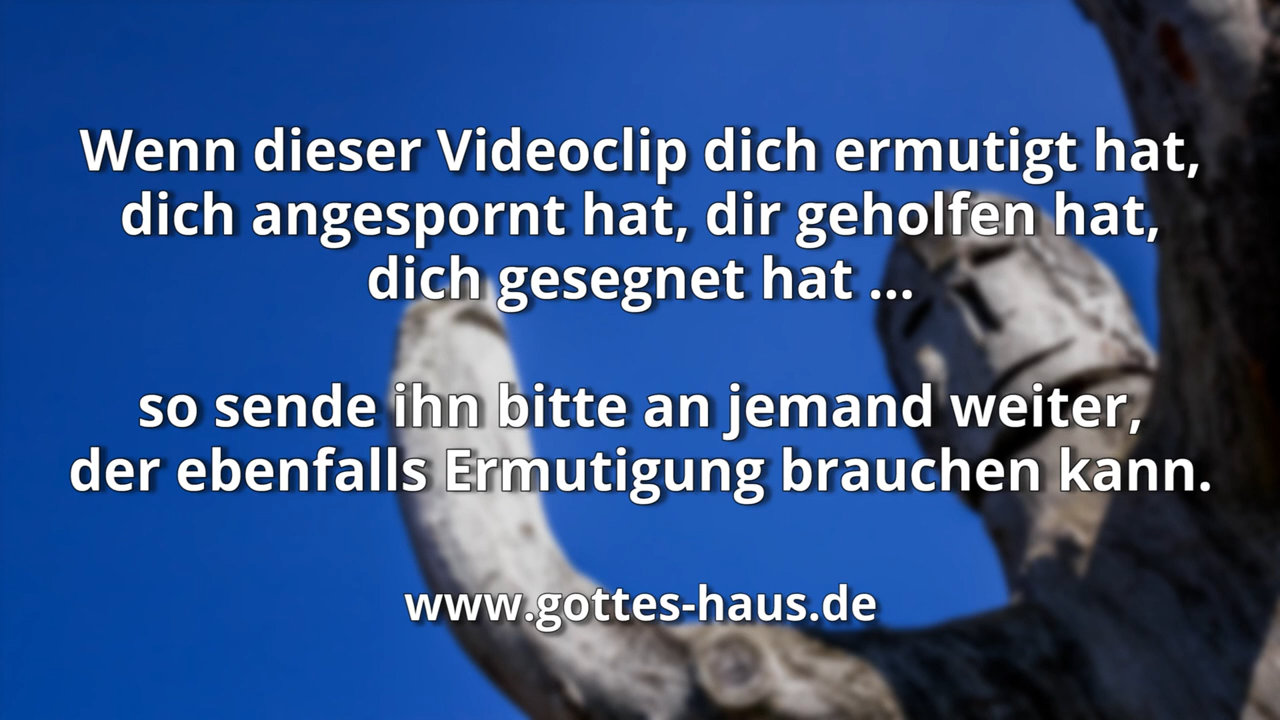 Wenn dieser Videoclip dich ermutigt hat,
dich angespornt hat, dir geholfen hat,
dich gesegnet hat ...
so sende ihn bitte an jemand weiter,
der ebenfalls Ermutigung brauchen kann.
www.gottes-haus.de